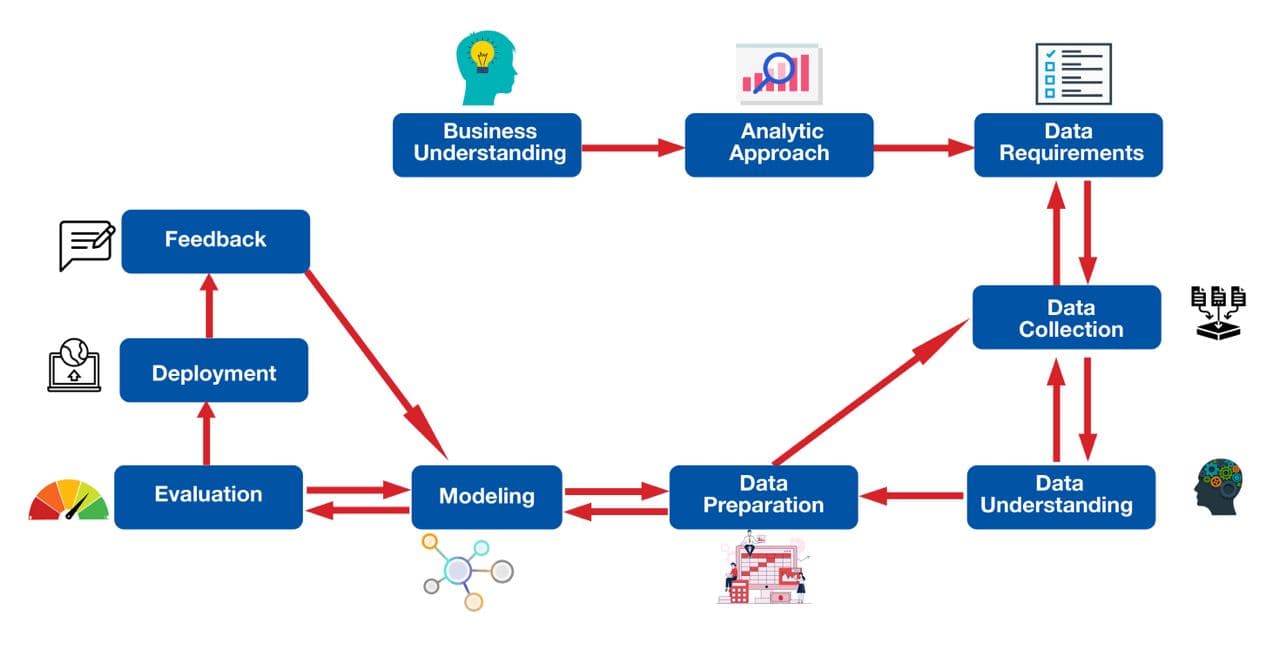 Business
Understanding
Analytic
Approach
Data
Requirements
Feedback
Data
Collection
Deployment
Evaluation
Modeling
Data
Preparation
Data
Understanding